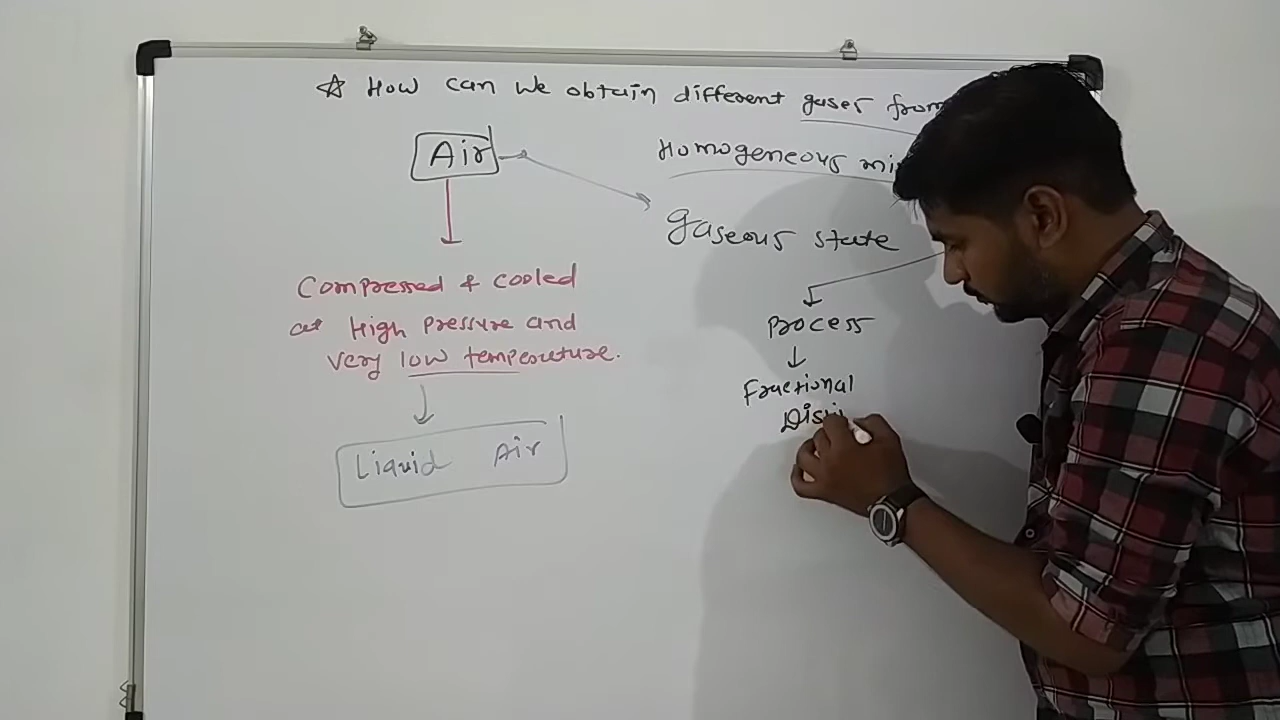 ☆ How can we obtain different gases from
Air
Homogeneous mi
gaseous state
Compressed & cooled
at High pressure and
very low temperature.
Process
Fractional
Disti
Liquid Air